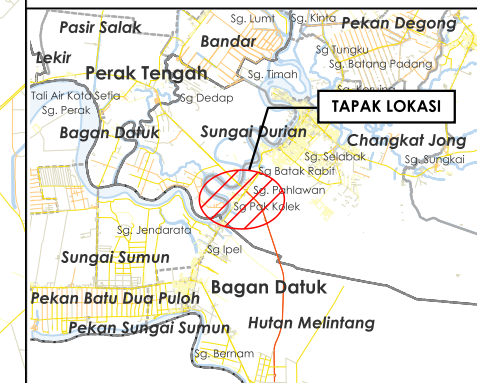 Sg. Lumt
Sg. Kinta
Pekan Degong
Pasir Salak
Bandar
Sg Tungku
Sg. Batang Padang
Lekir
Perak Tengah
Sg. Timah
Tali Air Kota Setia
Sg Dedap
Sg. Perak
TAPAK LOKASI
Bagan Datuk
Sungai Durian
Changkat Jong
Sg. Selabak
Sg. Sungkai
Sg Batak Rabit
Sg. Pahlawan
Sg Pak Kolek
Sg. Jendarata
Sg Ipel
Sungai Sumun
Bagan Datuk
Pekan Batu Dua Puloh
Pekan Sungai Sumun
Hutan Melintang
Sg. Bernam